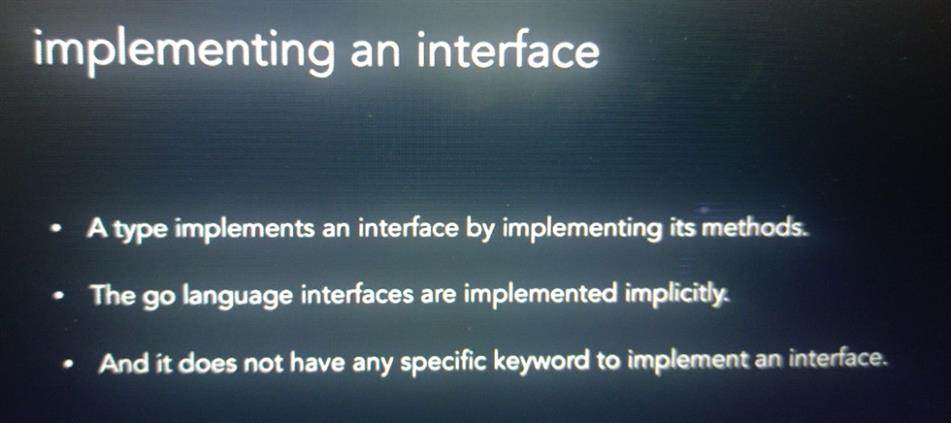 implementing an interface
• A type implements an interface by implementing its methods.
• The go language interfaces are implemented implicitly.
• And it does not have any specific keyword to implement an interface.